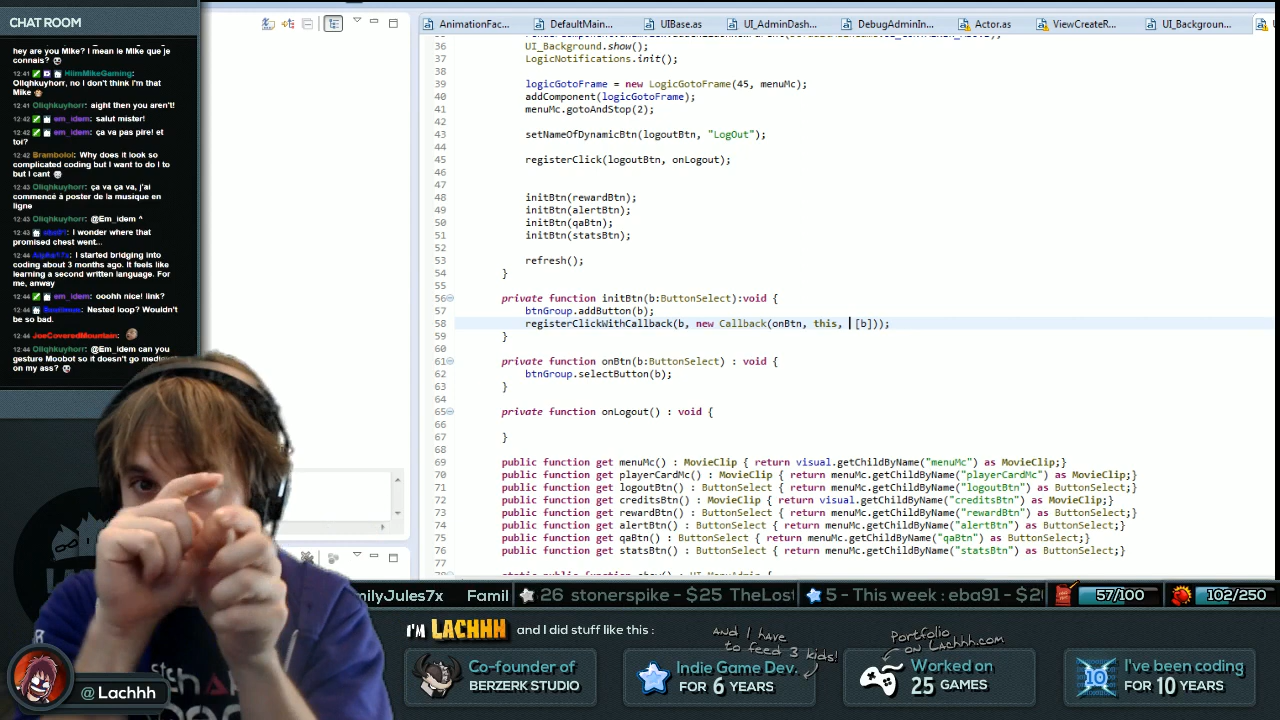 CHAT ROOM
hey are you Mike? I mean le Mike que je
connais?
12:41 HlimMikeGaming:
Oliqhkuyhorr, no I don't think I'm that
Mike
12:41 Oliqhkuyhorr: aight then you aren't!
12:42 em_idem: salut mister!
12:42 em_idem: ça va pas pire! et
toi?
12:42 Bramboloi: Why does it look so
complicated coding but I want to do I to
but I cant
12:43 Oliqhkuyhorr: ça va ça va, j'ai
commencé à poster de la musique en
ligne
12:43 Oliqhkuyhorr: @Em_idem ^
12:43 I wonder where that
promised chest went...
12:44 I started bridging into
coding about 3 months ago. It feels like
learning a second written language. For
me, anway
12:44 em_idem: ooohh nice! link?
12:44 Nested loop? Wouldn't
be so bad.
12:44 JueCoveredMountain:
12:44 Oliqhkuyhorr: @Em_idem can you
gesture Moobot so it doesn't go
on my ass?
AnimationFac...
DefaultMain...
UIBase.as
UI_AdminDash...
DebugAdminIn...
Actor.as
ViewCreateR...
UI_Backgroun...
36 UI_Background.show();
37 LogicNotifications.init();
38
39 logicGotoFrame = new LogicGotoFrame(45, menuMc);
40 addComponent(logicGotoFrame);
41 menuMc.gotoAndStop(2);
42
43 setNameOfDynamicBtn(logoutBtn, "LogOut");
44
45 registerClick(logoutBtn, onLogout);
46
47
48 initBtn(rewardBtn);
49 initBtn(alertBtn);
50 initBtn(qaBtn);
51 initBtn(statsBtn);
52
53 refresh();
54 }
55
56 private function initBtn(b:ButtonSelect):void {
57 btnGroup.addButton(b);
58 registerClickWithCallback(b, new Callback(onBtn, this, [b]));
59 }
60
61 private function onBtn(b:ButtonSelect) : void {
62 btnGroup.selectButton(b);
63 }
64
65 private function onLogout() : void {
66
67 }
68
69 public function get menuMc() : MovieClip { return visual.getChildByName("menuMc") as MovieClip;}
70 public function get playerCardMc() : MovieClip { return menuMc.getChildByName("playerCardMc") as MovieClip;}
71 public function get logoutBtn() : ButtonSelect { return menuMc.getChildByName("logoutBtn") as ButtonSelect;}
72 public function get creditsBtn() : MovieClip { return visual.getChildByName("creditsBtn") as MovieClip;}
73 public function get rewardBtn() : ButtonSelect { return menuMc.getChildByName("rewardBtn") as ButtonSelect;}
74 public function get alertBtn() : ButtonSelect { return menuMc.getChildByName("alertBtn") as ButtonSelect;}
75 public function get qaBtn() : ButtonSelect { return menuMc.getChildByName("qaBtn") as ButtonSelect;}
76 public function get statsBtn() : ButtonSelect { return menuMc.getChildByName("statsBtn") as ButtonSelect;}
milyJules7x Famil
26 stonerspike - $25 TheLost
5 - This week : eba91 - $2
57/100
102/250
I'M LACHHH and I did stuff like this :
And I have
to feed 3 kids!
Portfolio
on Lachhh.com
Co-founder of
BERZERK STUDIO
Indie Game Dev.
FOR 6 YEARS
Worked on
25 GAMES
10
I've been coding
FOR 10 YEARS
@Lachhh